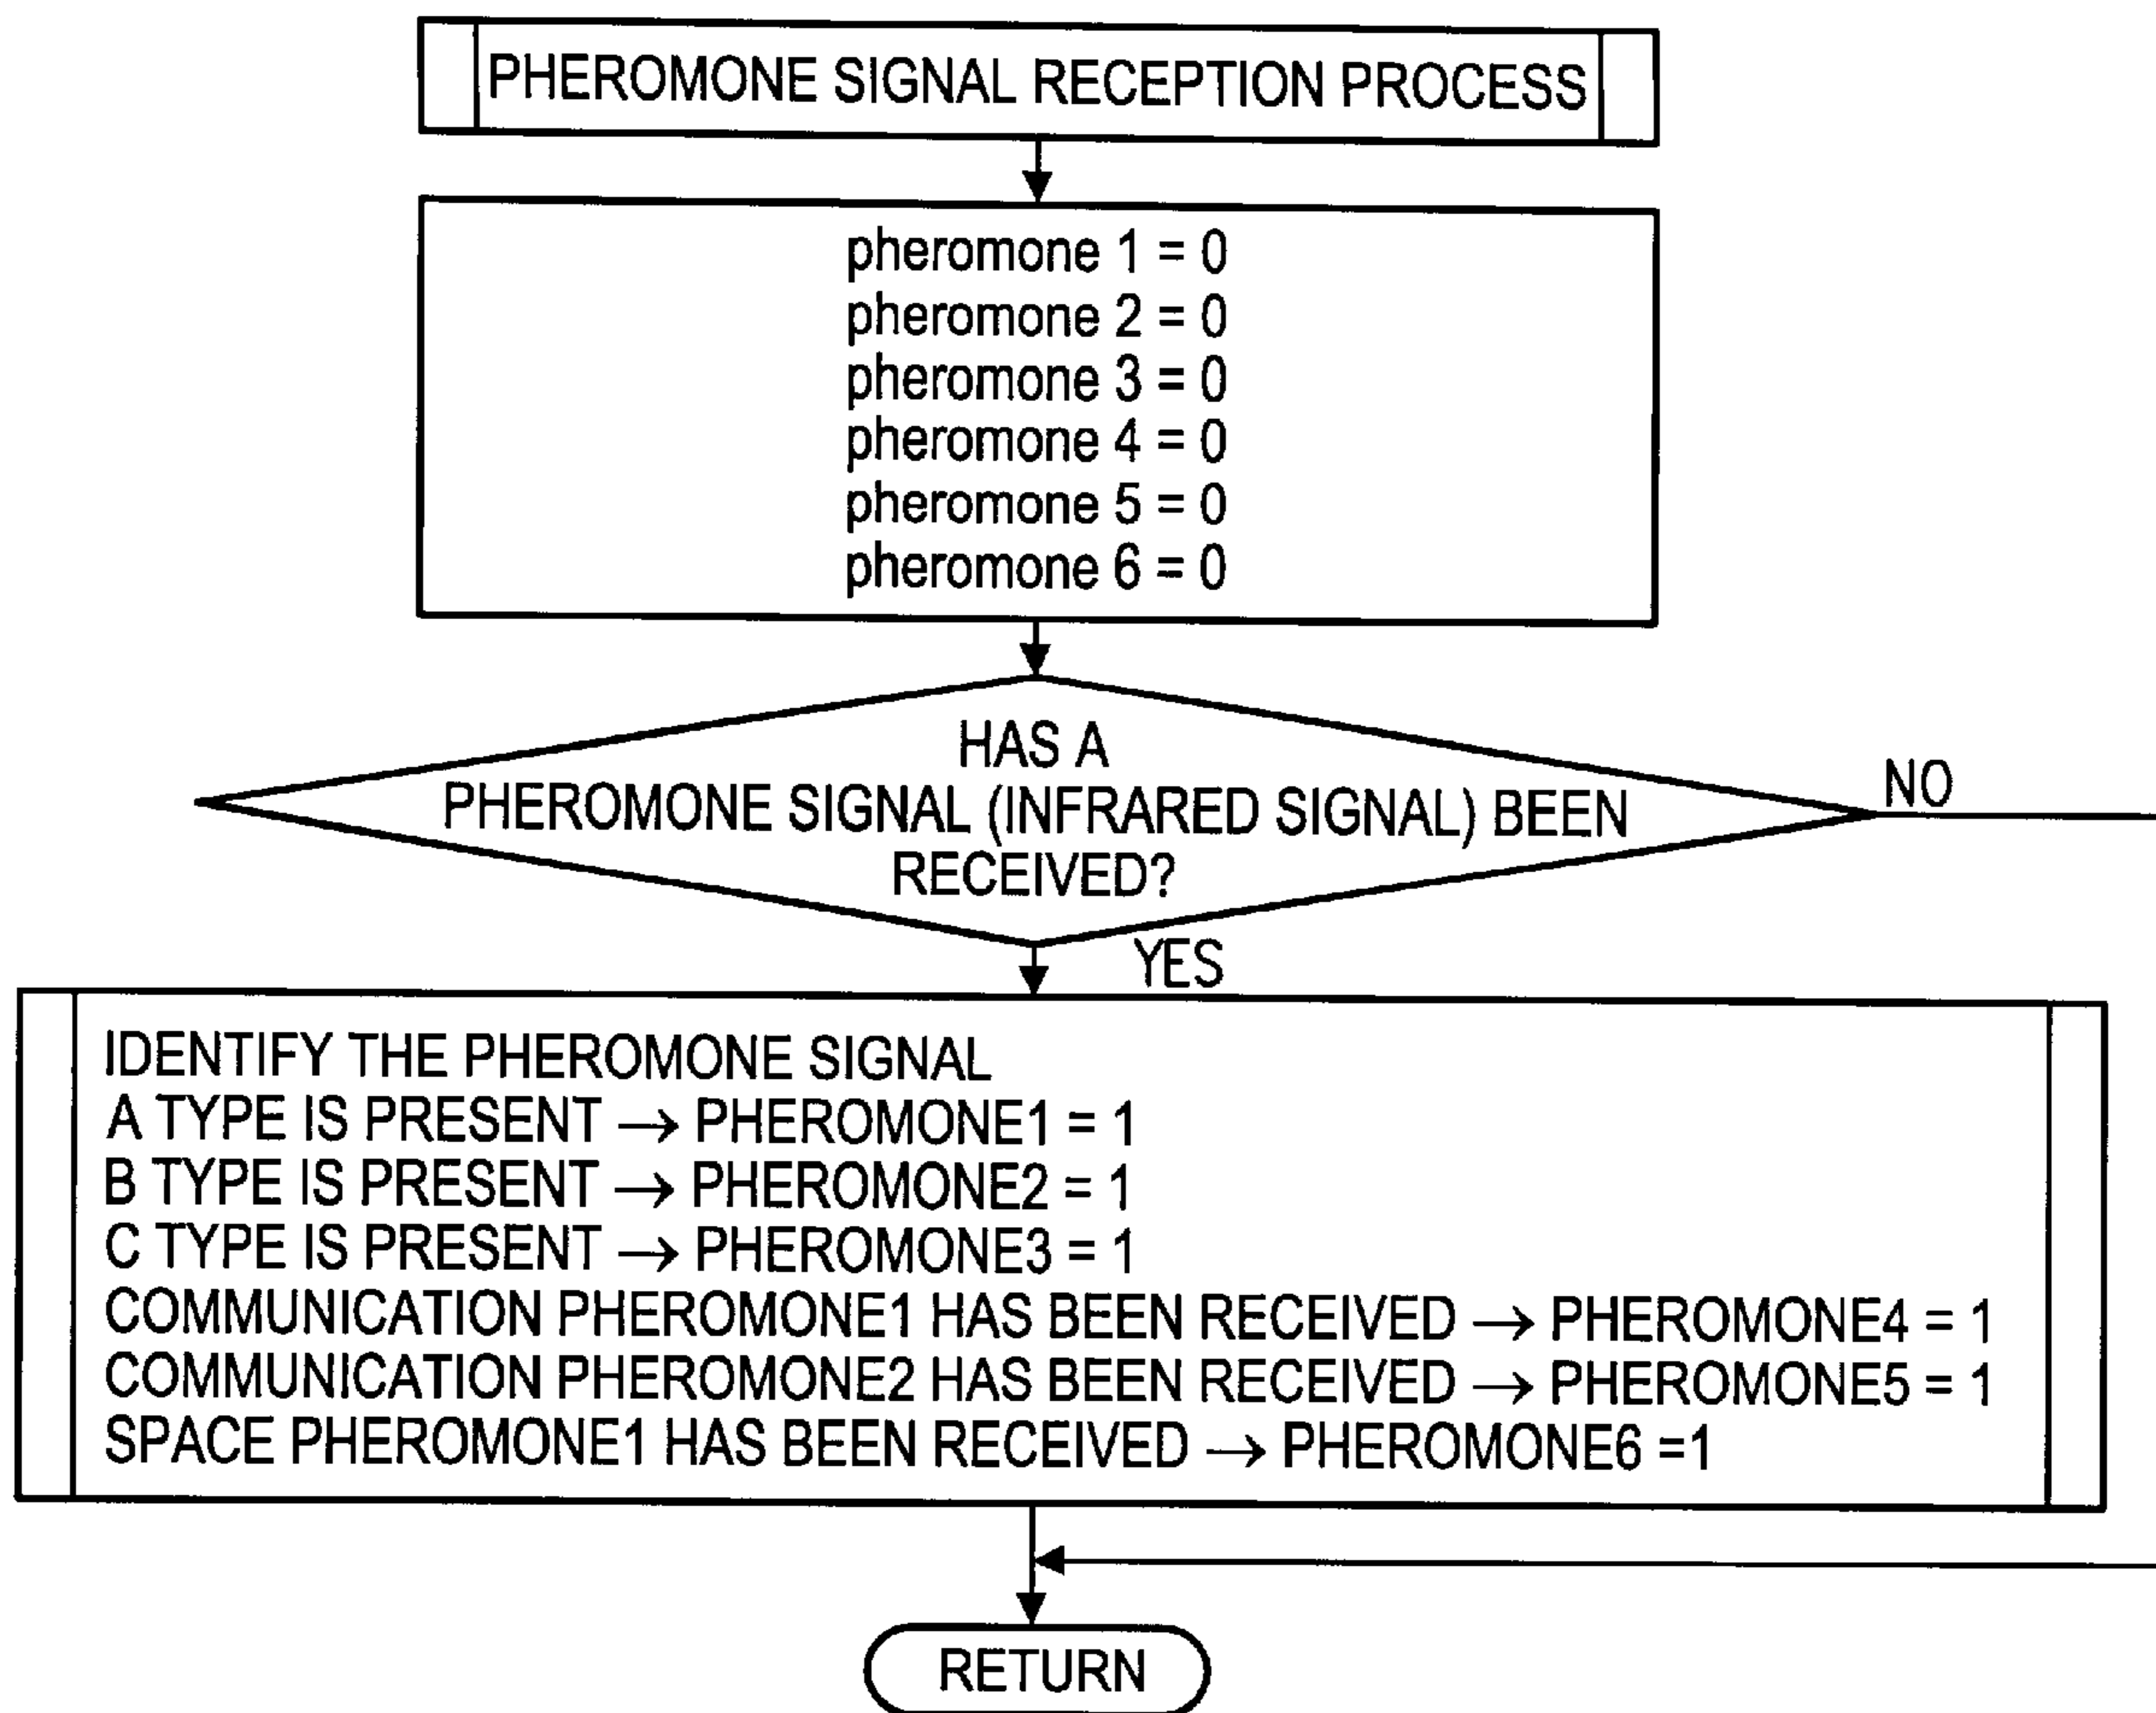 PHEROMONE SIGNAL RECEPTION PROCESS
pheromone 1 = 0
pheromone 2 = 0
pheromone 3 = 0
pheromone 4 = 0
pheromone 5 = 0
pheromone 6 = 0
HAS A
PHEROMONE SIGNAL (INFRARED SIGNAL) BEEN
RECEIVED?
NO
YES
IDENTIFY THE PHEROMONE SIGNAL
A TYPE IS PRESENT → PHEROMONE1 = 1
B TYPE IS PRESENT → PHEROMONE2 = 1
C TYPE IS PRESENT → PHEROMONE3 = 1
COMMUNICATION PHEROMONE1 HAS BEEN RECEIVED → PHEROMONE4 = 1
COMMUNICATION PHEROMONE2 HAS BEEN RECEIVED → PHEROMONE5 = 1
SPACE PHEROMONE1 HAS BEEN RECEIVED → PHEROMONE6 =1
RETURN